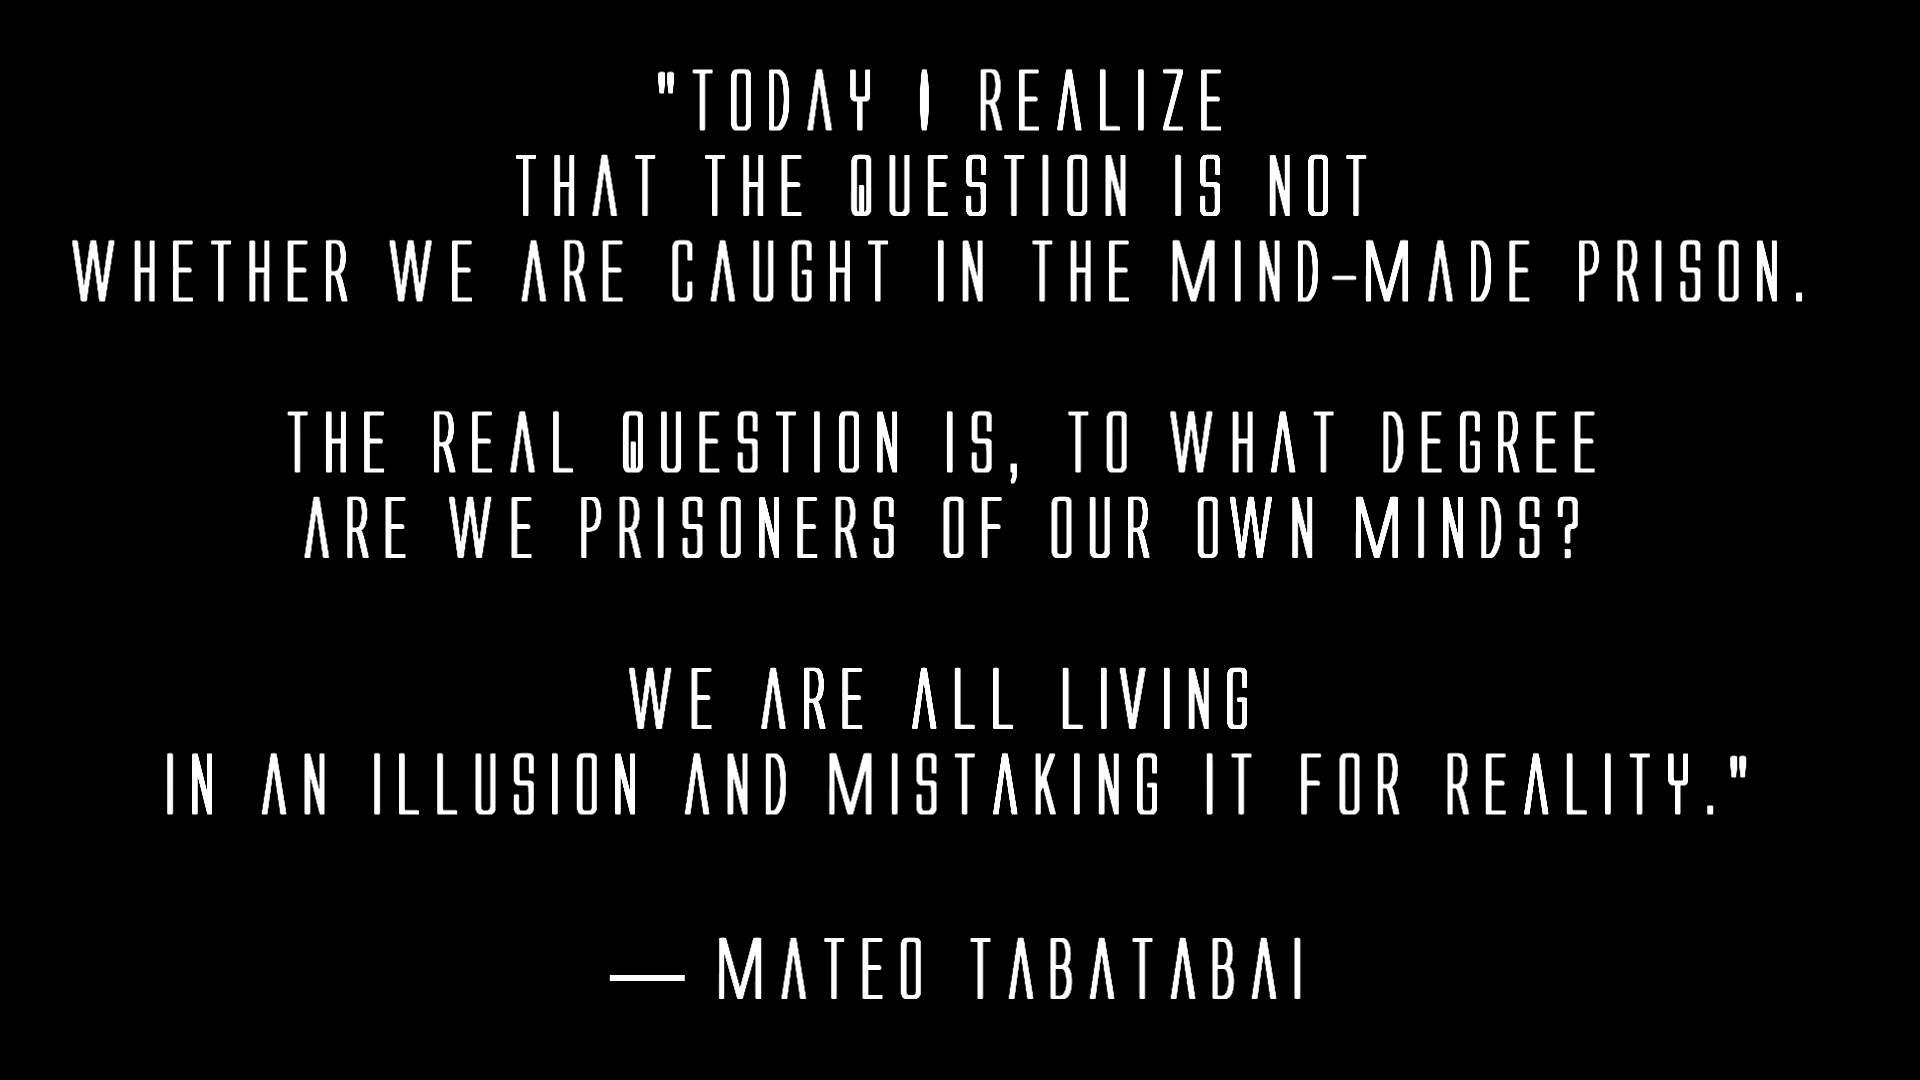 "TODAY I REALIZE
THAT THE QUESTION IS NOT
WHETHER WE ARE CAUGHT IN THE MIND-MADE PRISON.
THE REAL QUESTION IS, TO WHAT DEGREE
ARE WE PRISONERS OF OUR OWN MINDS?
WE ARE ALL LIVING
IN AN ILLUSION AND MISTAKING IT FOR REALITY."
— MATEO TABATABAI